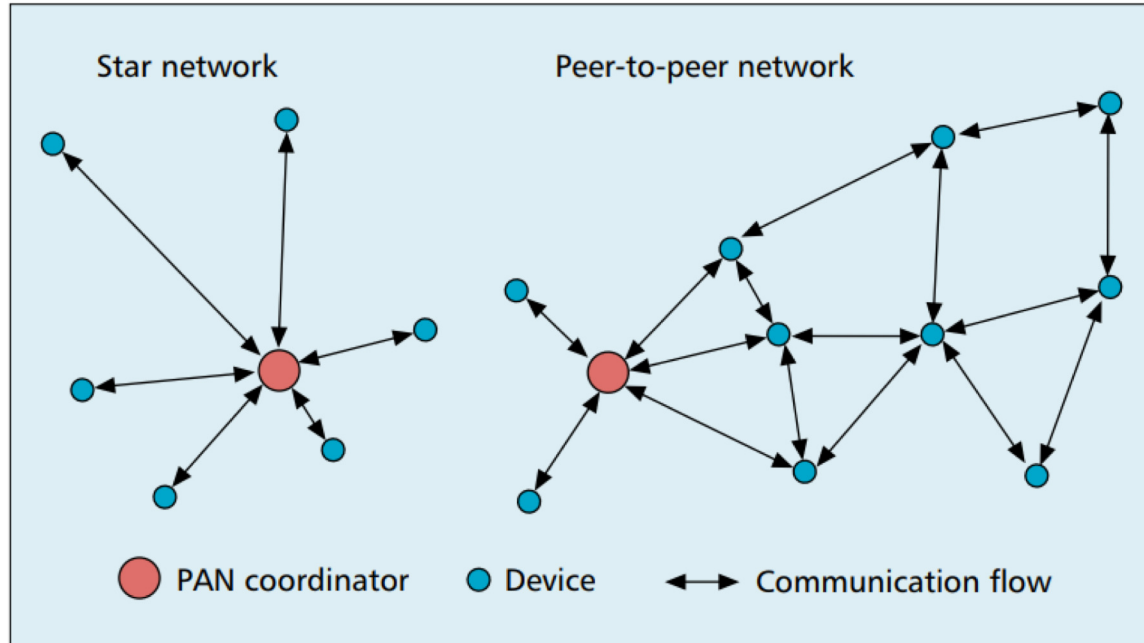 Star network
Peer-to-peer network
PAN coordinator
Device
Communication flow